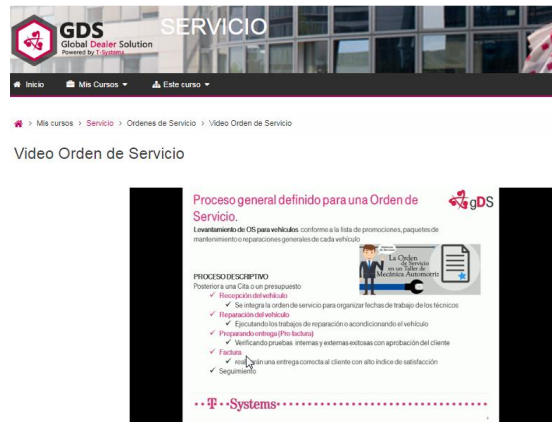 SERVICIO
GDS
Global Dealer Solution
Powered by T-Systems
Inicio Mis Cursos Este curso
Mis cursos > Servicio > Ordenes de Servicio > Video Orden de Servicio
Video Orden de Servicio
Proceso general definido para una Orden de
Servicio.
gDS
Levantamiento de OS para vehículos conforme a la lista de promociones, paquetes de
mantenimiento o reparaciones generales de cada vehículo
La Orden
de Servicio
en un Taller de
Mecánica Automotriz
PROCESO DESCRIPTIVO
Posterior a una Cita o un presupuesto
✓ Recepción del vehículo
✓ Se integra la orden de servicio para organizar fechas de trabajo de los técnicos
✓ Reparación del vehículo
✓ Ejecutando los trabajos de reparación o acondicionando el vehículo
✓ Preparando entrega (Pro factura)
✓ Verificando pruebas internas y externas exitosas con aprobación del cliente
✓ Factura
✓ una entrega correcta al cliente con alto índice de satisfacción
✓ Seguimiento
T Systems